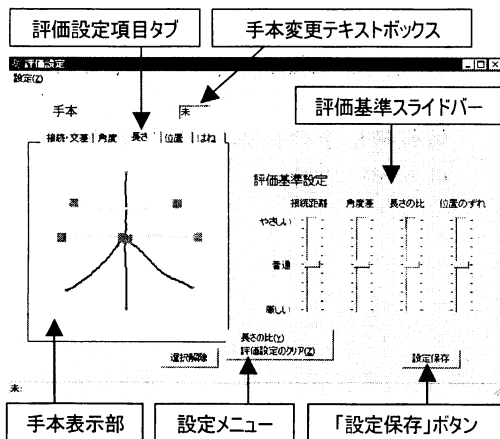 評価設定項目タブ
手本変更テキストボックス
評価設定
設定(Z)
手本
未
接続・交差 角度 長さ 位置 はね
評価基準スライドバー
評価基準設定
接続距離 角度差 長さの比 位置のずれ
やさしい
普通
厳しい
長さの比(Y)
評価設定のクリア(Z)
選択解除
設定保存
未:
手本表示部
設定メニュー
「設定保存」ボタン